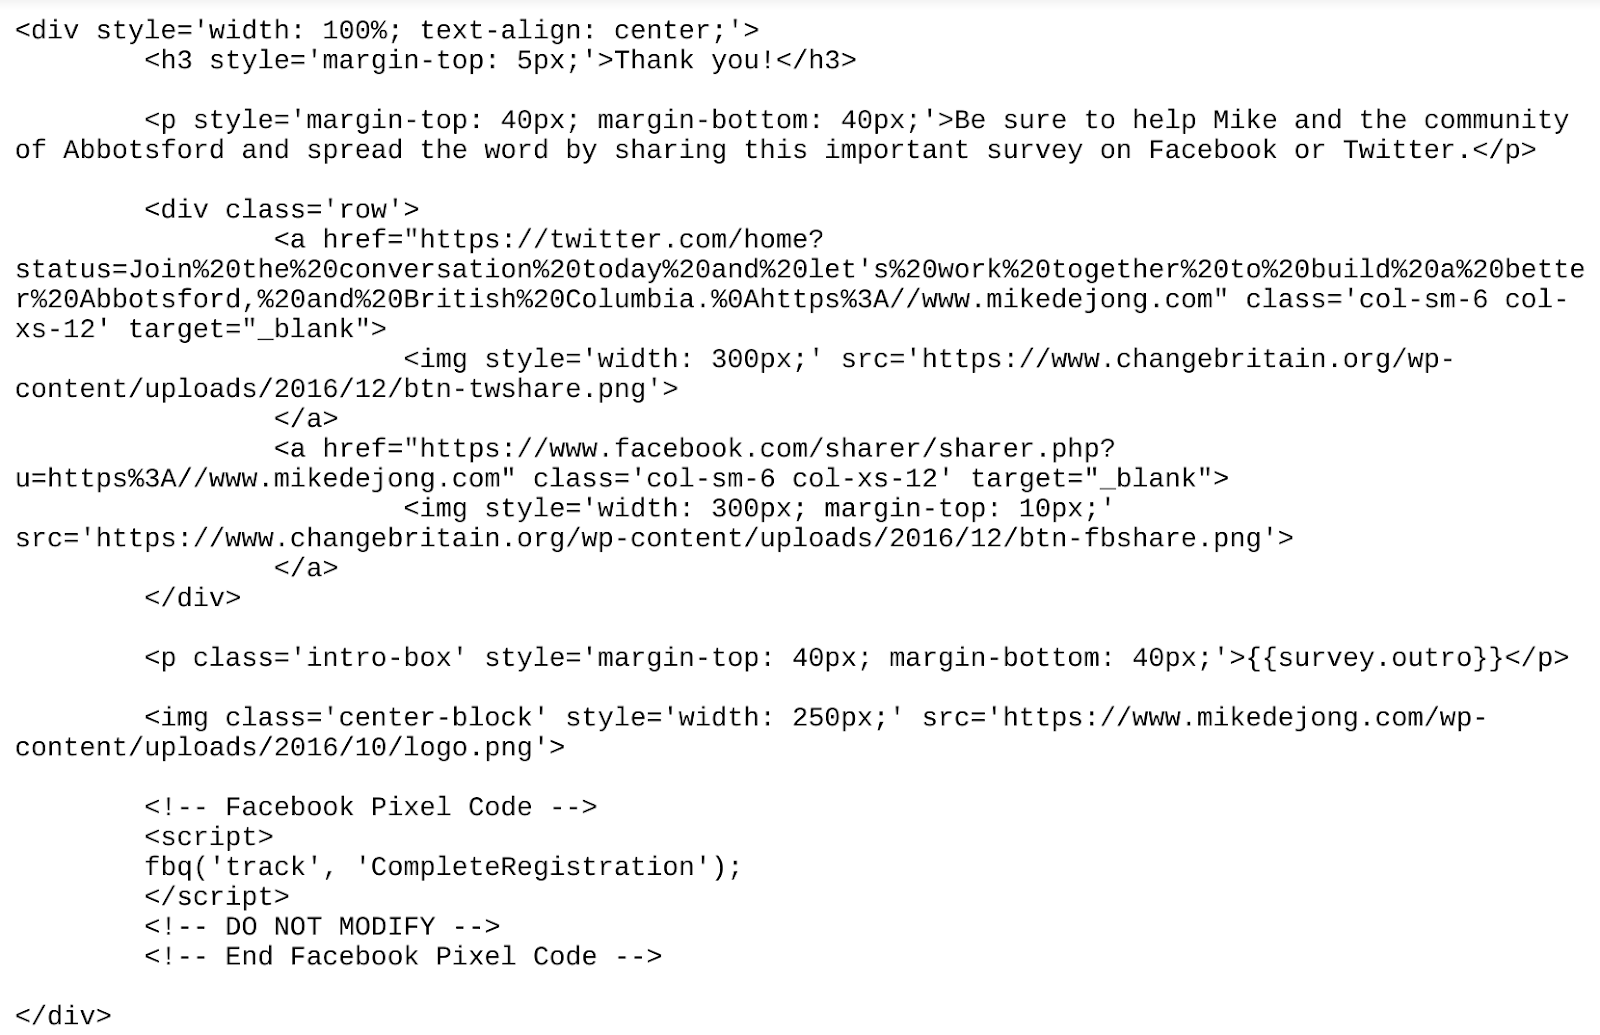 <div style='width: 100%; text-align: center;'>
<h3 style='margin-top: 5px;'>Thank you!</h3>
<p style='margin-top: 40px; margin-bottom: 40px;'>Be sure to help Mike and the community
of Abbotsford and spread the word by sharing this important survey on Facebook or Twitter.</p>
<div class='row'>
<a href="https://twitter.com/home?
status=Join%20the%20conversation%20today%20and%20let's%20work%20together%20to%20build%20a%20bette
r%20Abbotsford,%20and%20British%20Columbia.%0Ahttps%3A//www.mikedejong.com" class='col-sm-6 col-
xs-12' target="_blank">
<img style='width: 300px;' src='https://www.changebritain.org/wp-
content/uploads/2016/12/btn-twshare.png'>
</a>
<a href="https://www.facebook.com/sharer/sharer.php?
u=https%3A//www.mikedejong.com" class='col-sm-6 col-xs-12' target="_blank">
<img style='width: 300px; margin-top: 10px;'
src='https://www.changebritain.org/wp-content/uploads/2016/12/btn-fbshare.png'>
</a>
</div>
<p class='intro-box' style='margin-top: 40px; margin-bottom: 40px;'>{{survey.outro}}</p>
<img class='center-block' style='width: 250px;' src='https://www.mikedejong.com/wp-
content/uploads/2016/10/logo.png'>
<!-- Facebook Pixel Code -->
<script>
fbq('track', 'CompleteRegistration');
</script>
<!-- DO NOT MODIFY -->
<!-- End Facebook Pixel Code -->
</div>